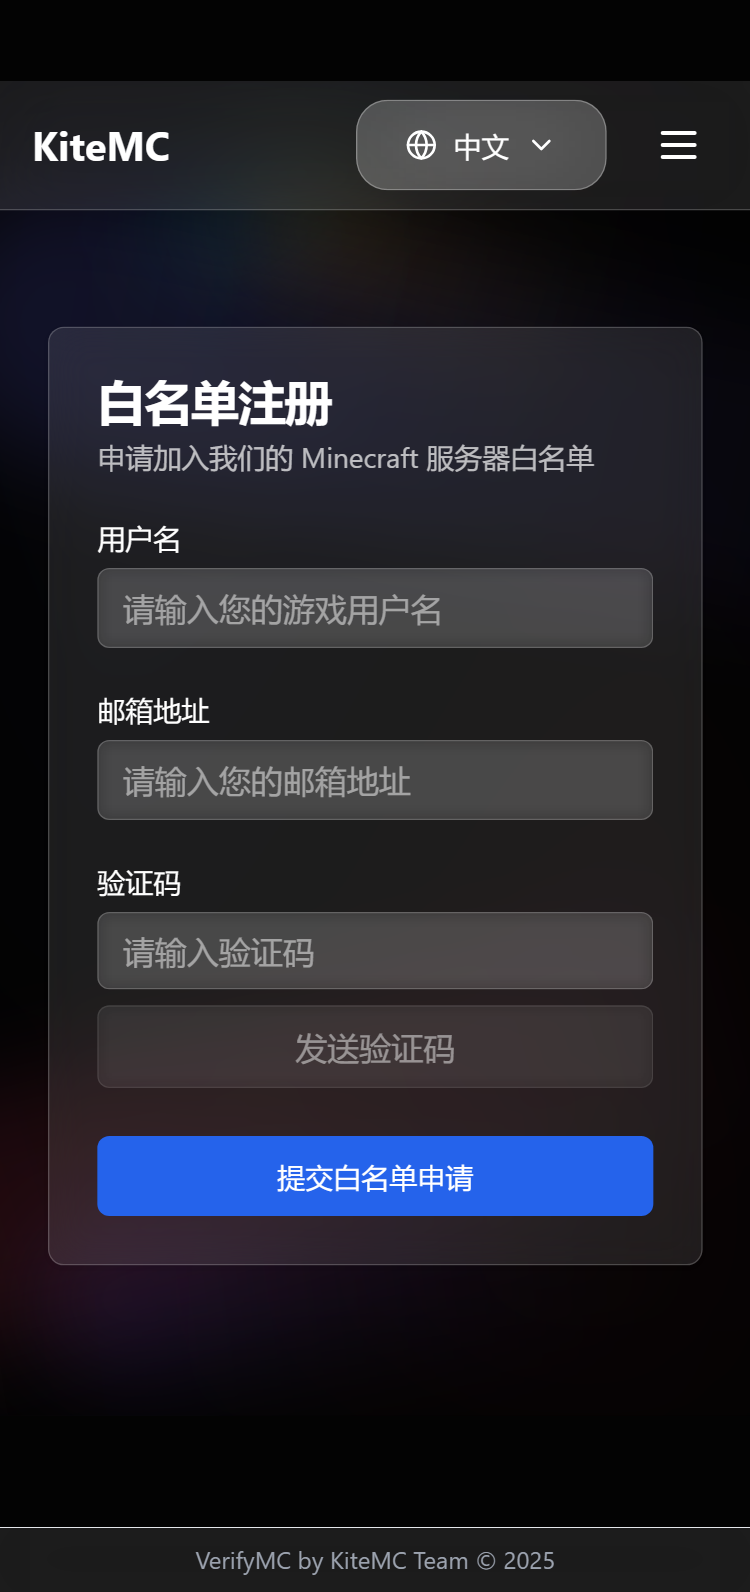 KiteMC
中文
白名单注册
申请加入我们的 Minecraft 服务器白名单
用户名
请输入您的游戏用户名
邮箱地址
请输入您的邮箱地址
验证码
请输入验证码
发送验证码
提交白名单申请
VerifyMC by KiteMC Team © 2025